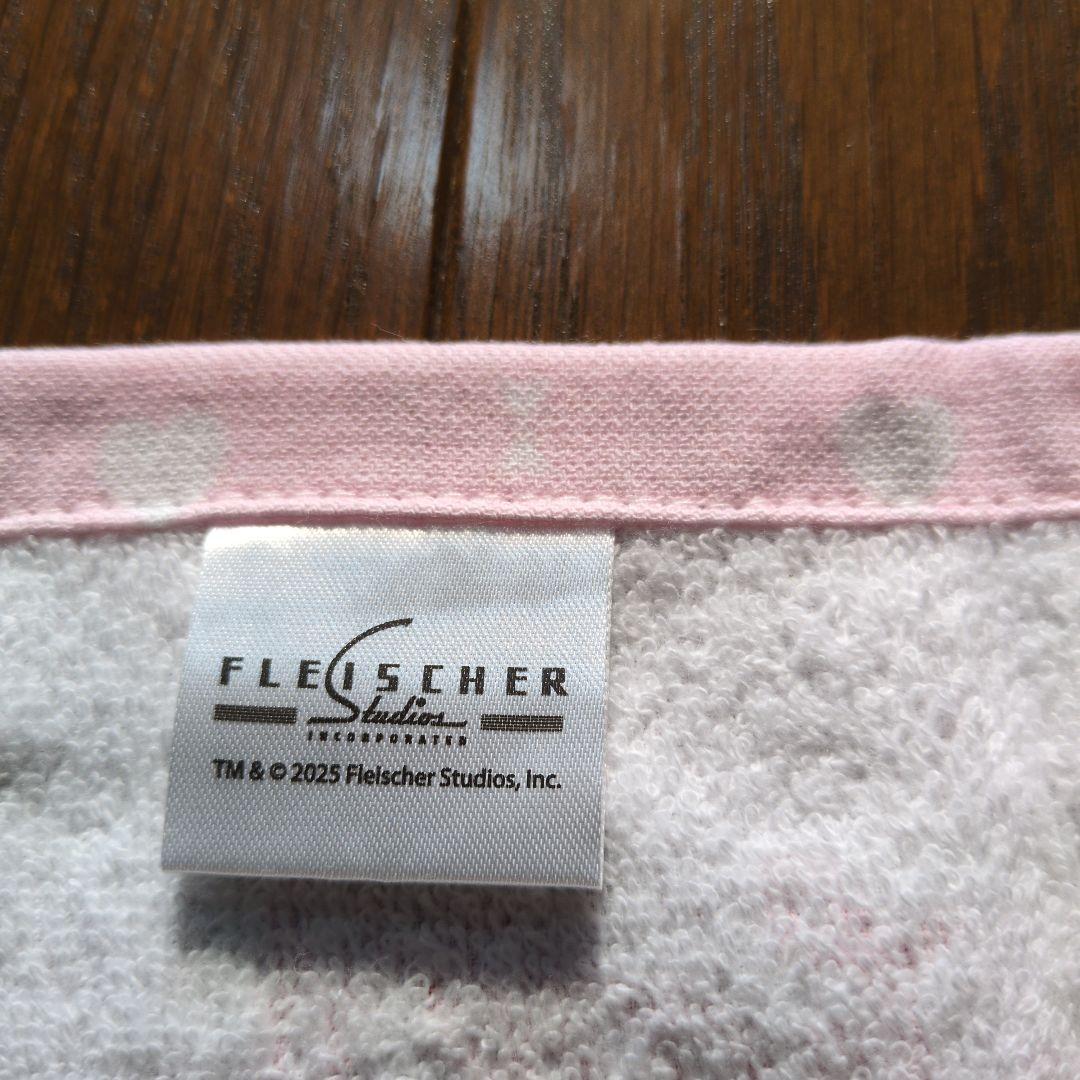 FLEISCHER
Studios
INCORPORATED
TM & © 2025 Fleischer Studios, Inc.